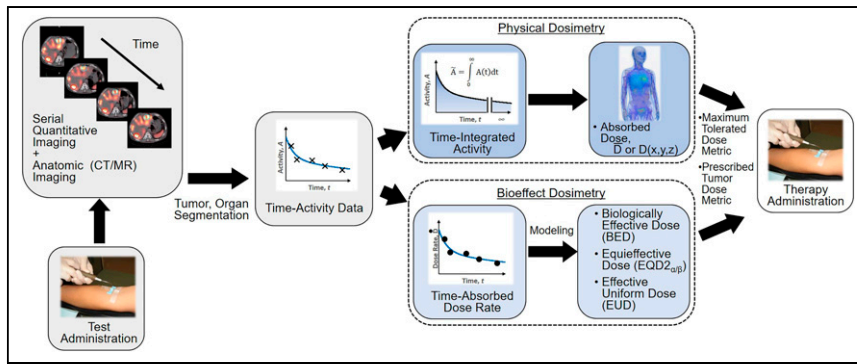 Time
Serial
Quantitative
Imaging
+
Anatomic (CT/MR)
Imaging
Test
Administration
Tumor, Organ
Segmentation
Activity, A
Time, t
Time-Activity Data
Physical Dosimetry
Activity, A
Ã = ∫₀^∞ A(t)dt
Time, t ∞
Time-Integrated
Activity
• Absorbed
Dose,
D or D(x,y,z)
Bioeffect Dosimetry
Dose Rate, Ḋ
Time, t
Time-Absorbed
Dose Rate
Modeling
• Biologically
Effective Dose
(BED)
• Equieffective
Dose (EQD2α/β)
• Effective
Uniform Dose
(EUD)
•Maximum
Tolerated Dose
Metric
•Prescribed
Tumor
Dose
Metric
Therapy
Administration